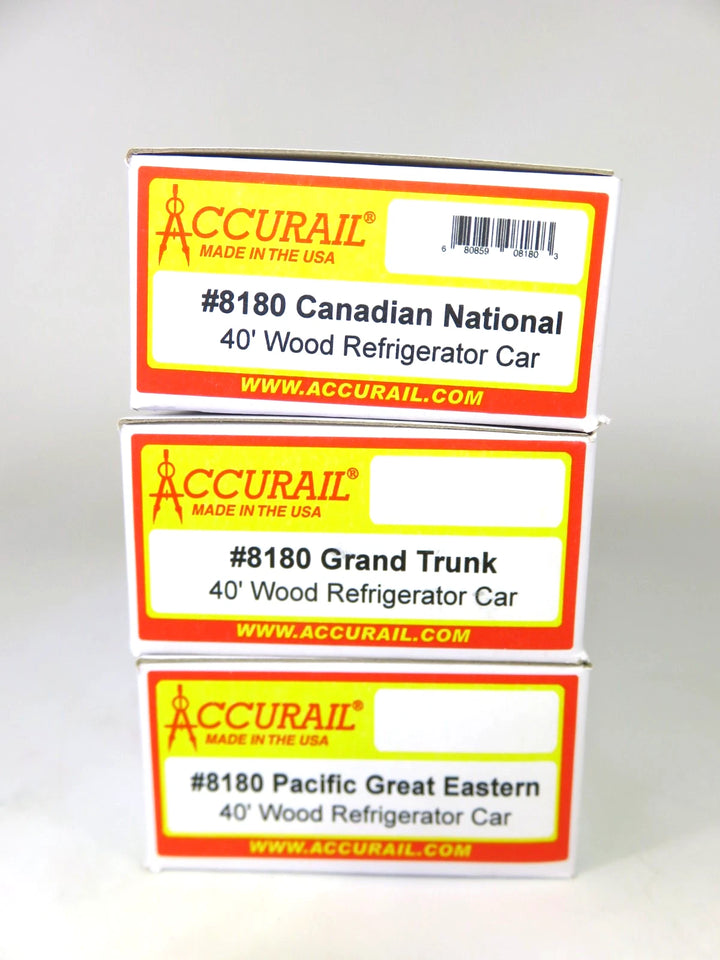 ACCURAIL®
MADE IN THE USA
6 80859 08180 3
#8180 Canadian National
40' Wood Refrigerator Car
WWW.ACCURAIL.COM
ACCURAIL®
MADE IN THE USA
#8180 Grand Trunk
40' Wood Refrigerator Car
WWW.ACCURAIL.COM
ACCURAIL®
MADE IN THE USA
#8180 Pacific Great Eastern
40' Wood Refrigerator Car
WWW.ACCURAIL.COM